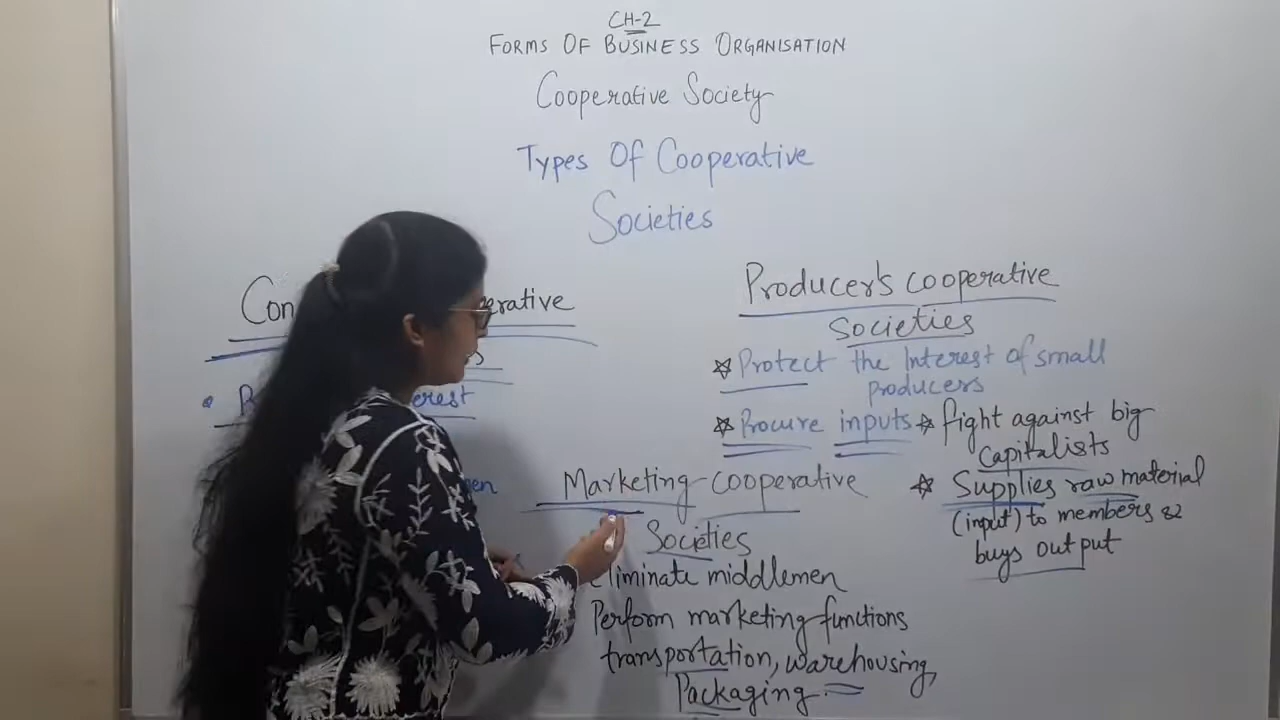 CH-2
FORMS OF BUSINESS ORGANISATION
Cooperative Society
Types Of Cooperative
Societies
Producer's cooperative
Societies
☆ Protect the Interest of small
producers
☆ Procure inputs ☆ fight against big
Capitalists
☆ Supplies raw material
(input) to members &
buys output
Marketing cooperative
Societies
Eliminate middlemen
Perform marketing functions
transportation, warehousing,
Packaging.